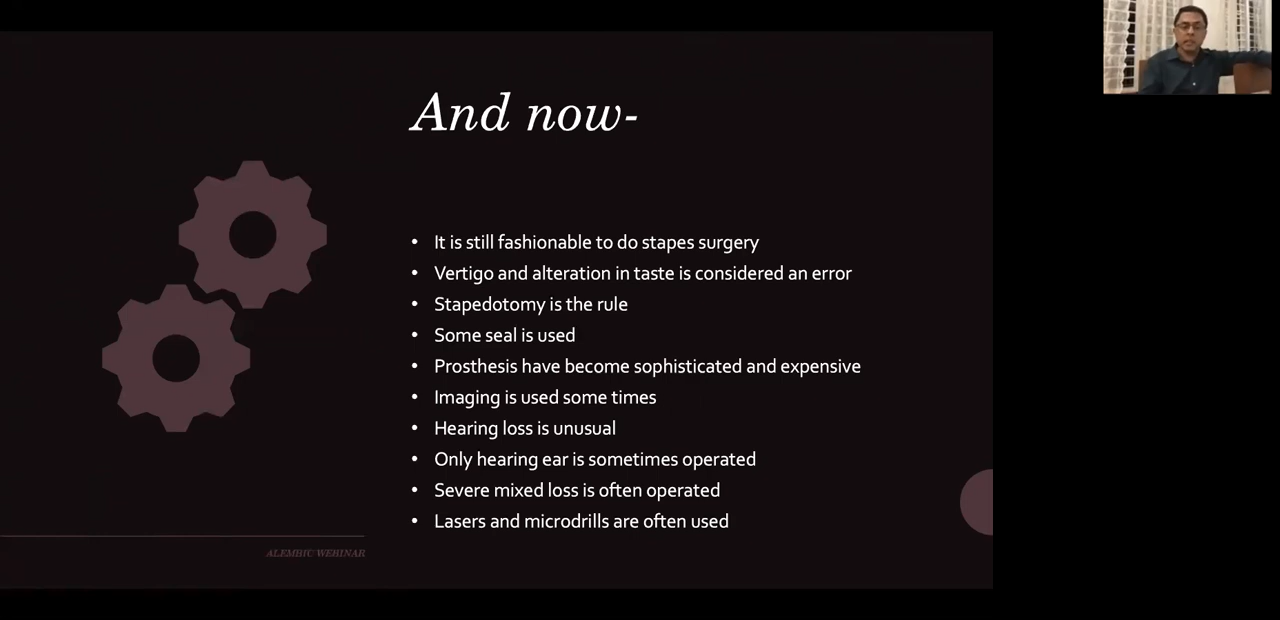 And now-
• It is still fashionable to do stapes surgery
• Vertigo and alteration in taste is considered an error
• Stapedotomy is the rule
• Some seal is used
• Prosthesis have become sophisticated and expensive
• Imaging is used some times
• Hearing loss is unusual
• Only hearing ear is sometimes operated
• Severe mixed loss is often operated
• Lasers and microdrills are often used
ALEMBIC WEBINAR